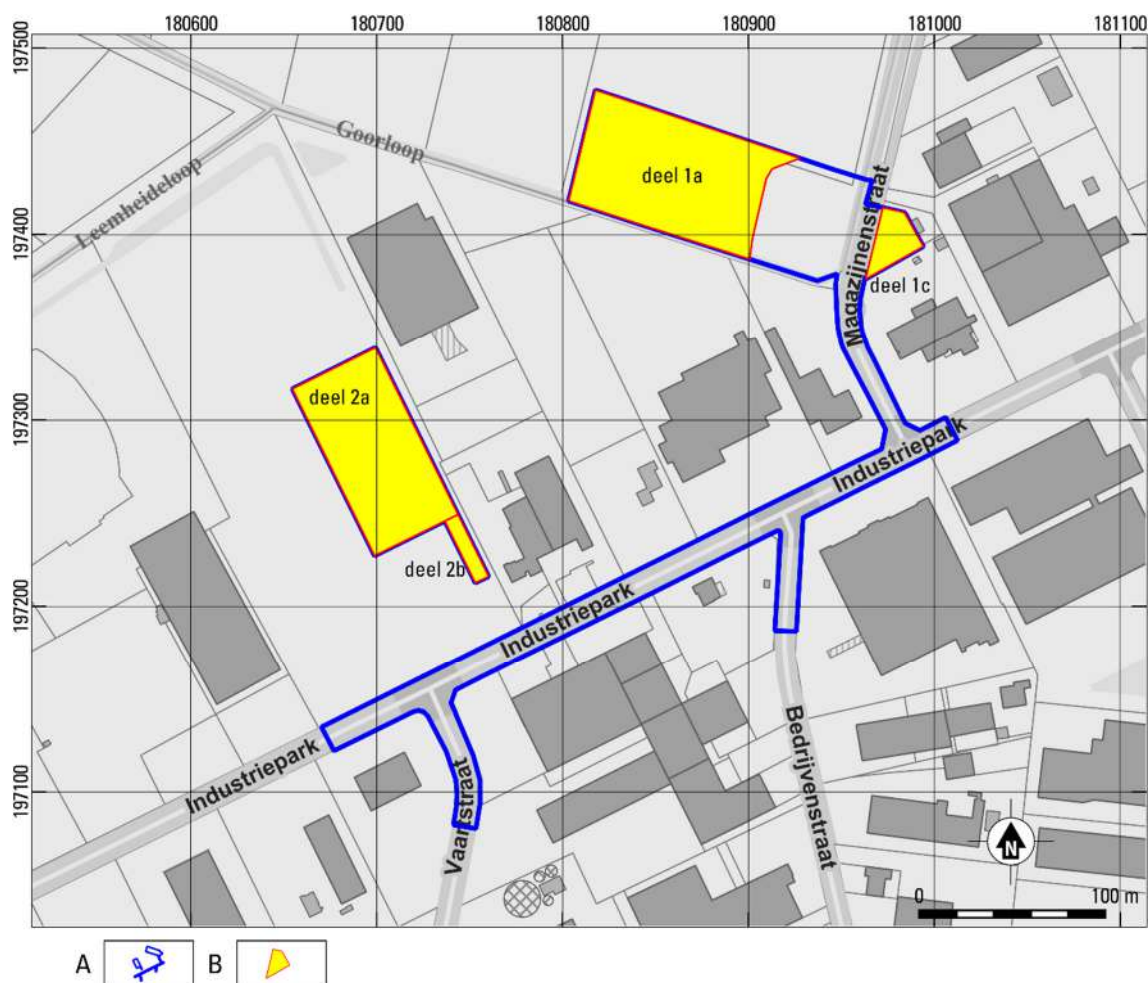 180600 180700 180800 180900 181000 181100
197500
Goorloop
Leemheideloop
deel 1a
Magazijnenstraat
197400
deel 1c
deel 2a
197300
Industriepark
deel 2b
197200
Industriepark
Industriepark
Bedrijvenstraat
Vaartstraat
197100
N
0 100 m
A B